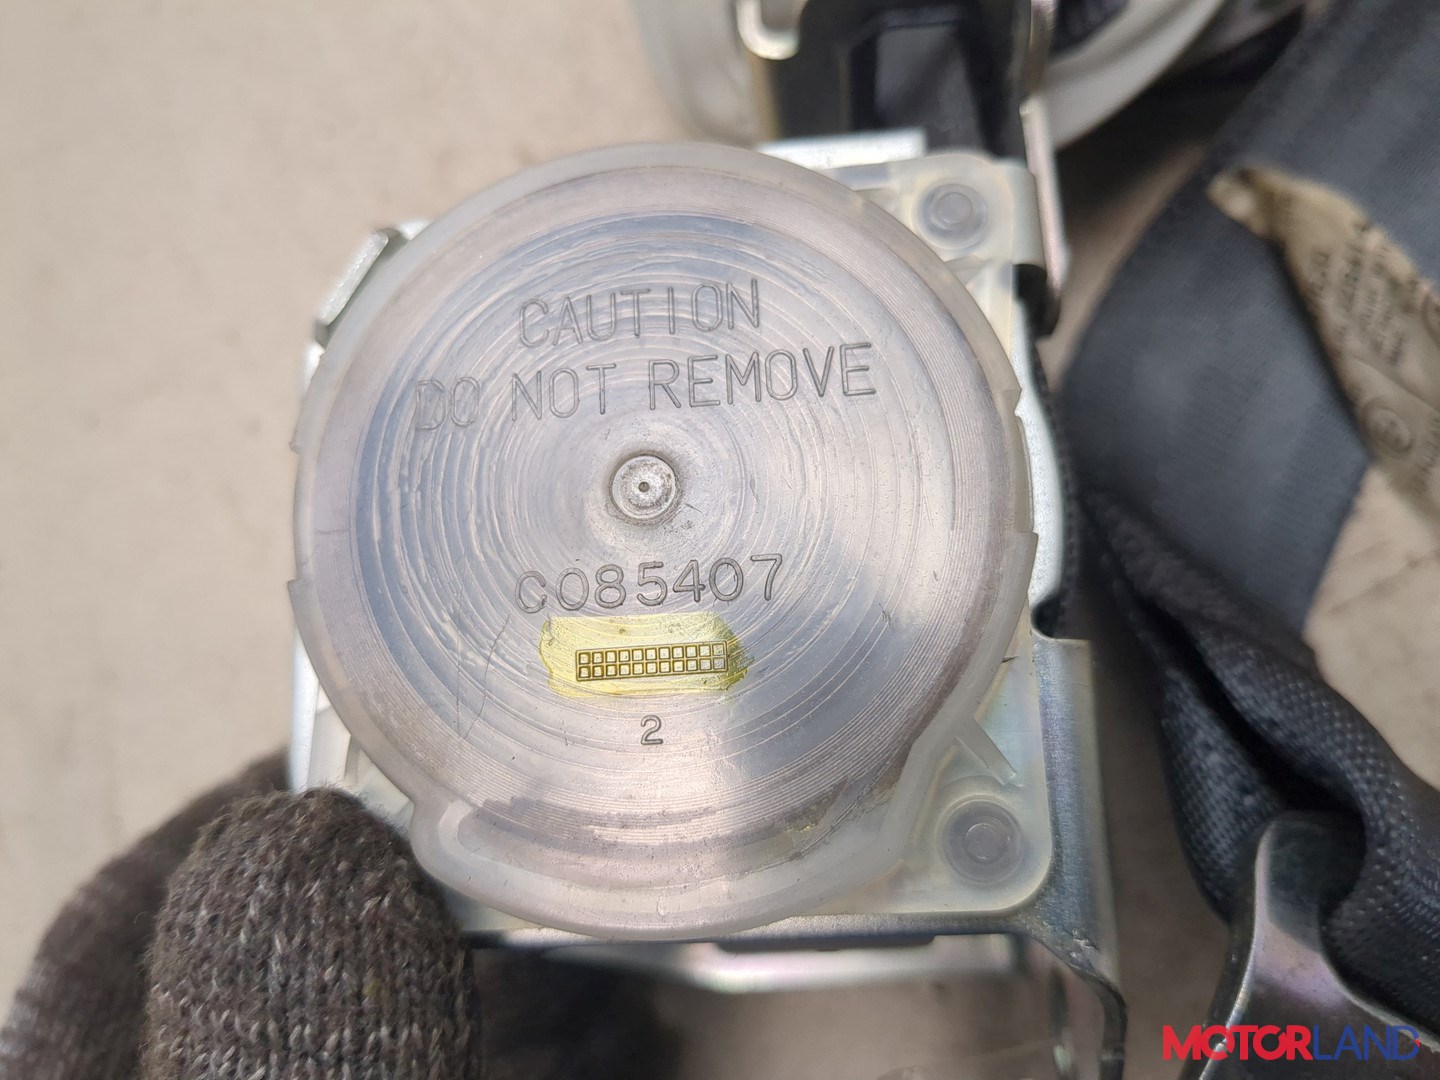 CAUTION
DO NOT REMOVE
C085407
2
MOTORLAND